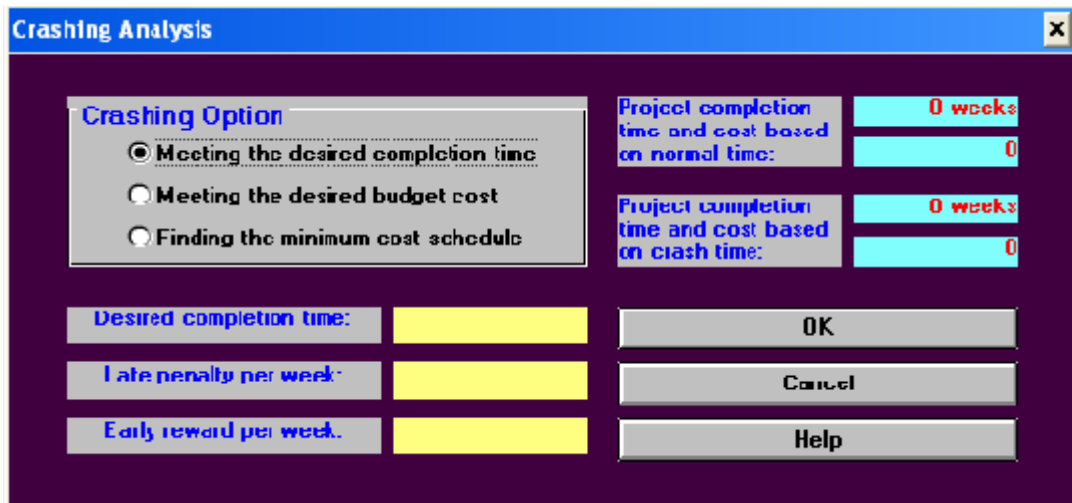 Crashing Analysis
Crashing Option
Meeting the desired completion time
Meeting the desired budget cost
Finding the minimum cost schedule
Project completion
time and cost based
on normal time:
0 weeks
0
Project completion
time and cost based
on crash time:
0 weeks
0
Desired completion time:
Late penalty per week:
Early reward per week:
OK
Cancel
Help